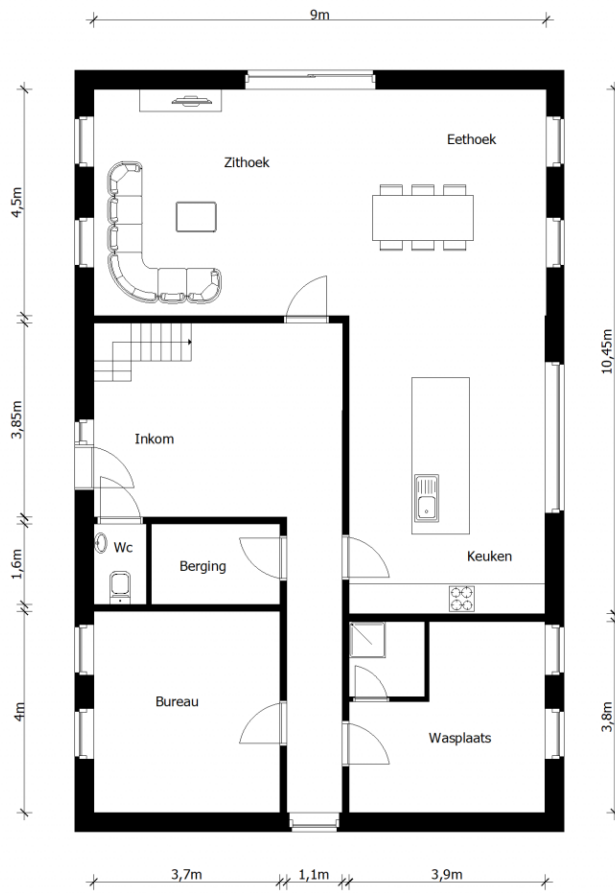 9m
Zithoek
Eethoek
4,5m
10,45m
3,85m
Inkom
1,6m
Wc
Berging
Keuken
4m
Bureau
Wasplaats
3,8m
3,7m
1,1m
3,9m